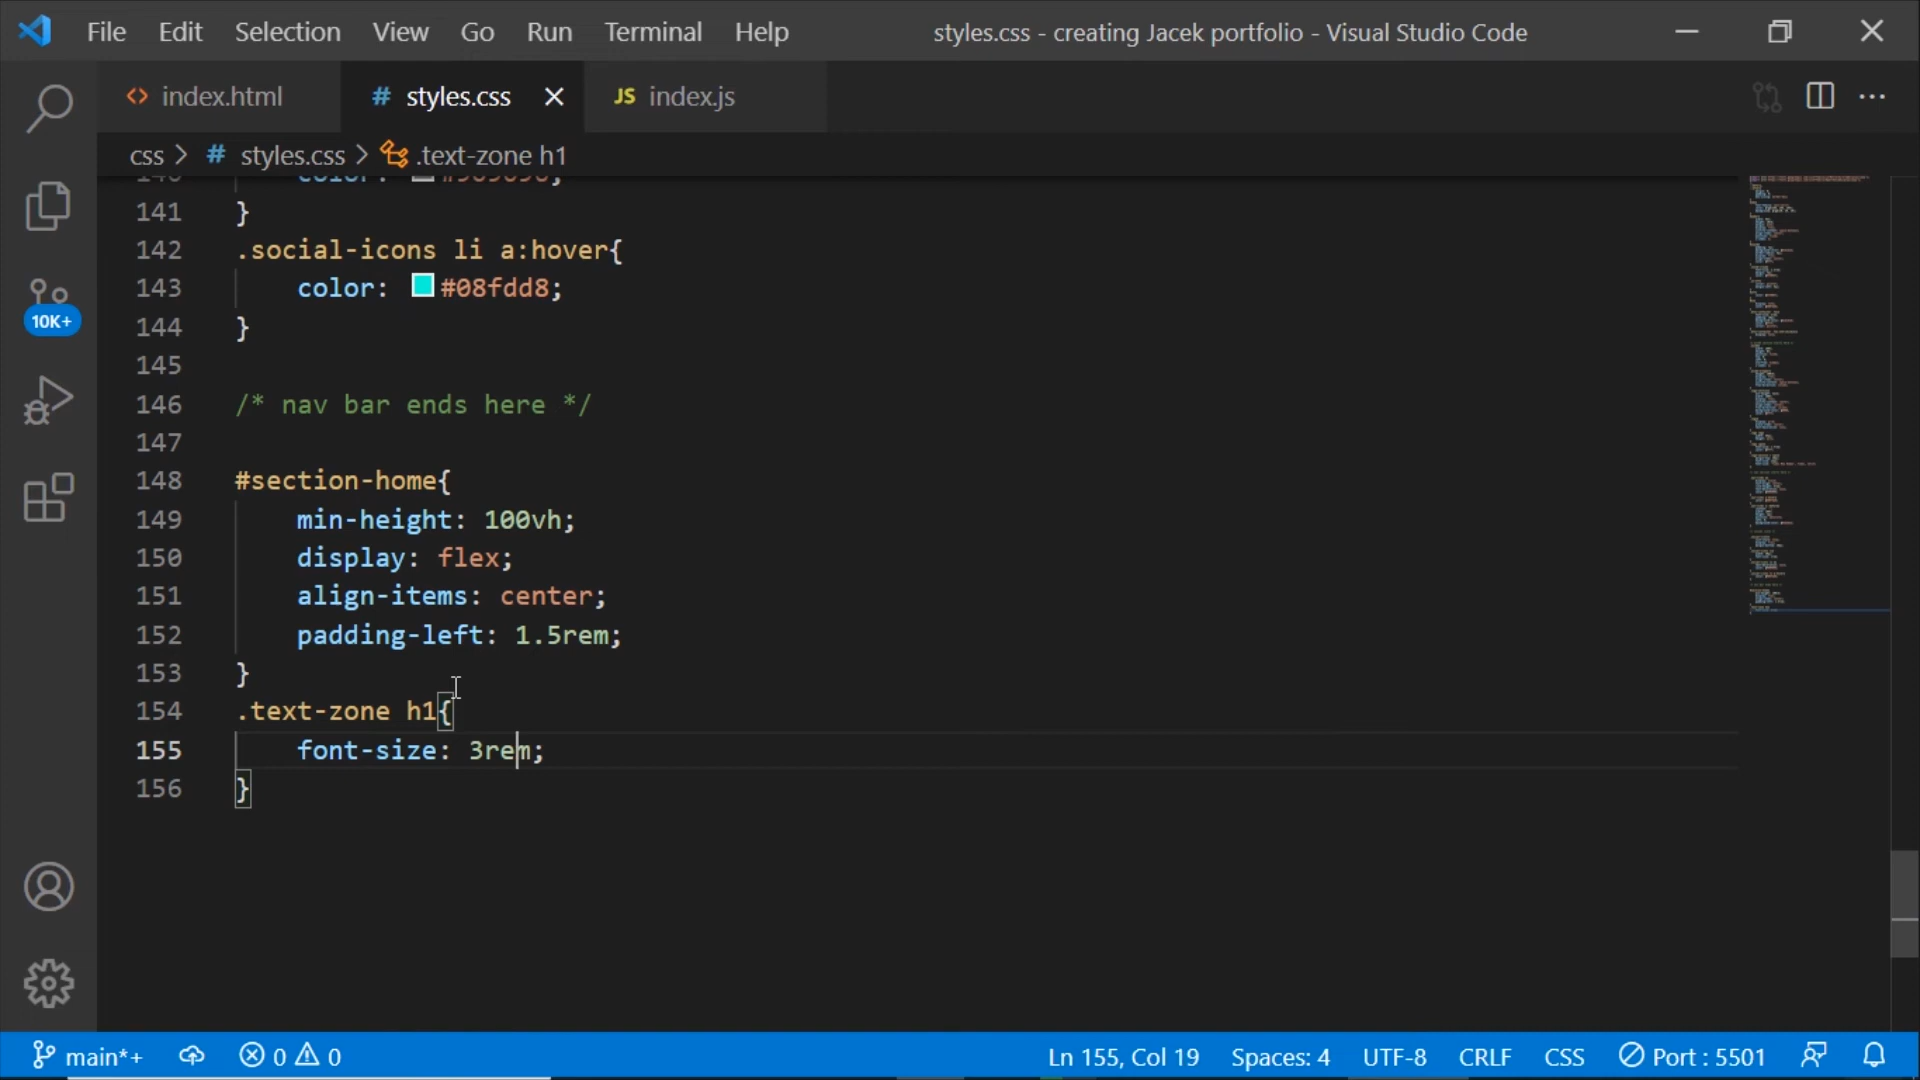 File Edit Selection View Go Run Terminal Help styles.css - creating Jacek portfolio - Visual Studio Code
index.html styles.css JS index.js
css > # styles.css > .text-zone h1
141 }
142 .social-icons li a:hover{
143 color: #08fdd8;
144 }
145
146 /* nav bar ends here */
147
148 #section-home{
149 min-height: 100vh;
150 display: flex;
151 align-items: center;
152 padding-left: 1.5rem;
153 }
154 .text-zone h1{
155 font-size: 3rem;
156 }
10K+
main*+ 0 0 Ln 155, Col 19 Spaces: 4 UTF-8 CRLF CSS Port : 5501